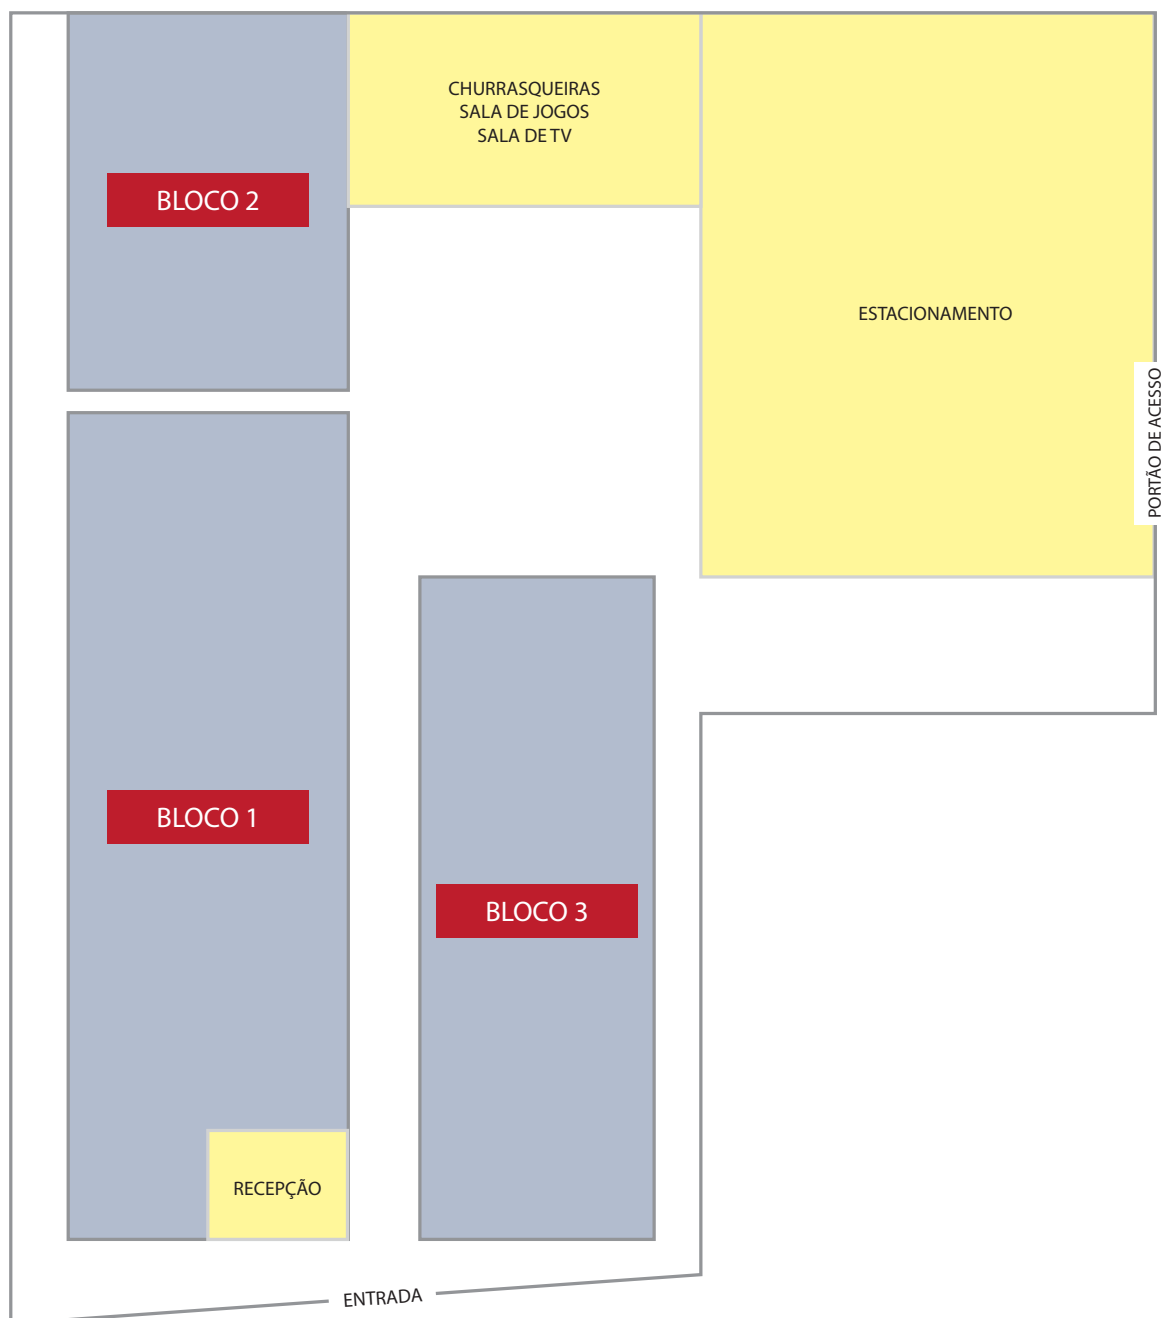 CHURRASQUEIRAS
SALA DE JOGOS
SALA DE TV
BLOCO 2
ESTACIONAMENTO
PORTÃO DE ACESSO
BLOCO 1
BLOCO 3
RECEPÇÃO
ENTRADA